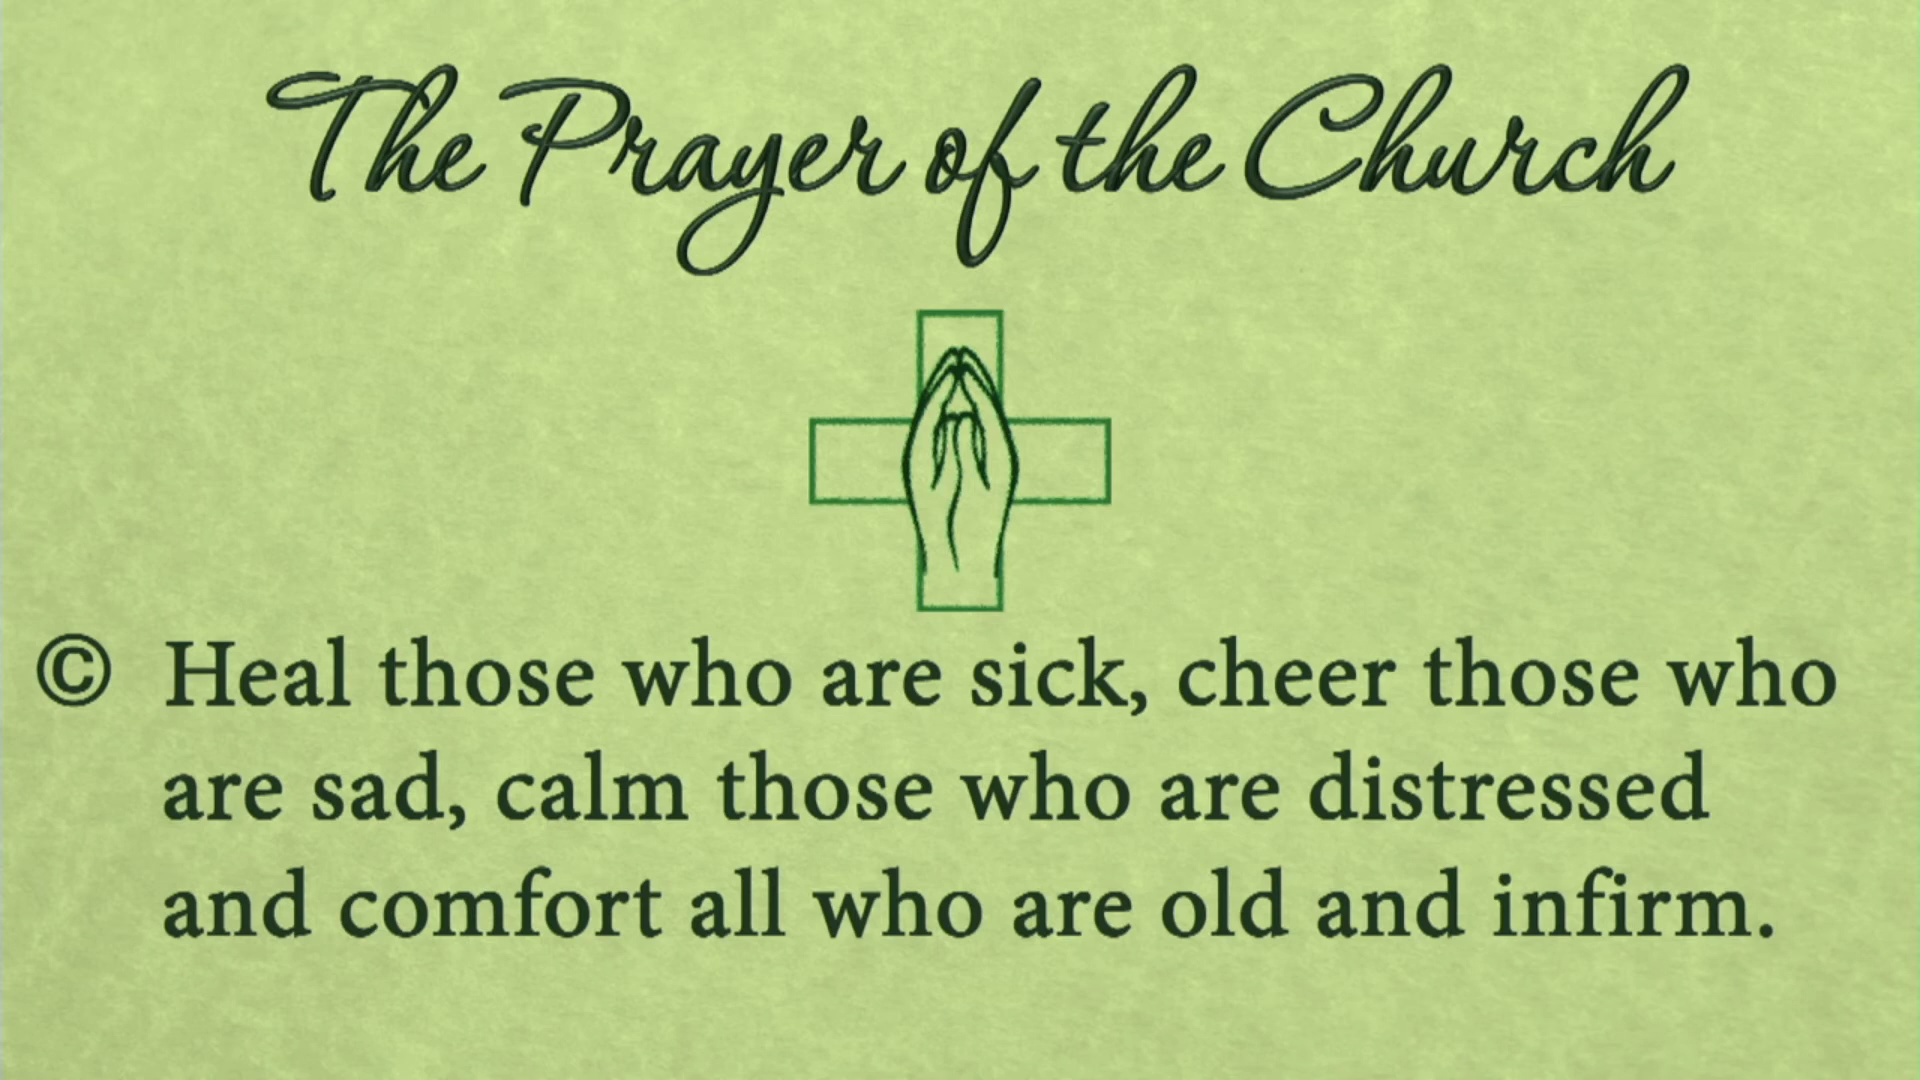 The Prayer of the Church
© Heal those who are sick, cheer those who
are sad, calm those who are distressed
and comfort all who are old and infirm.